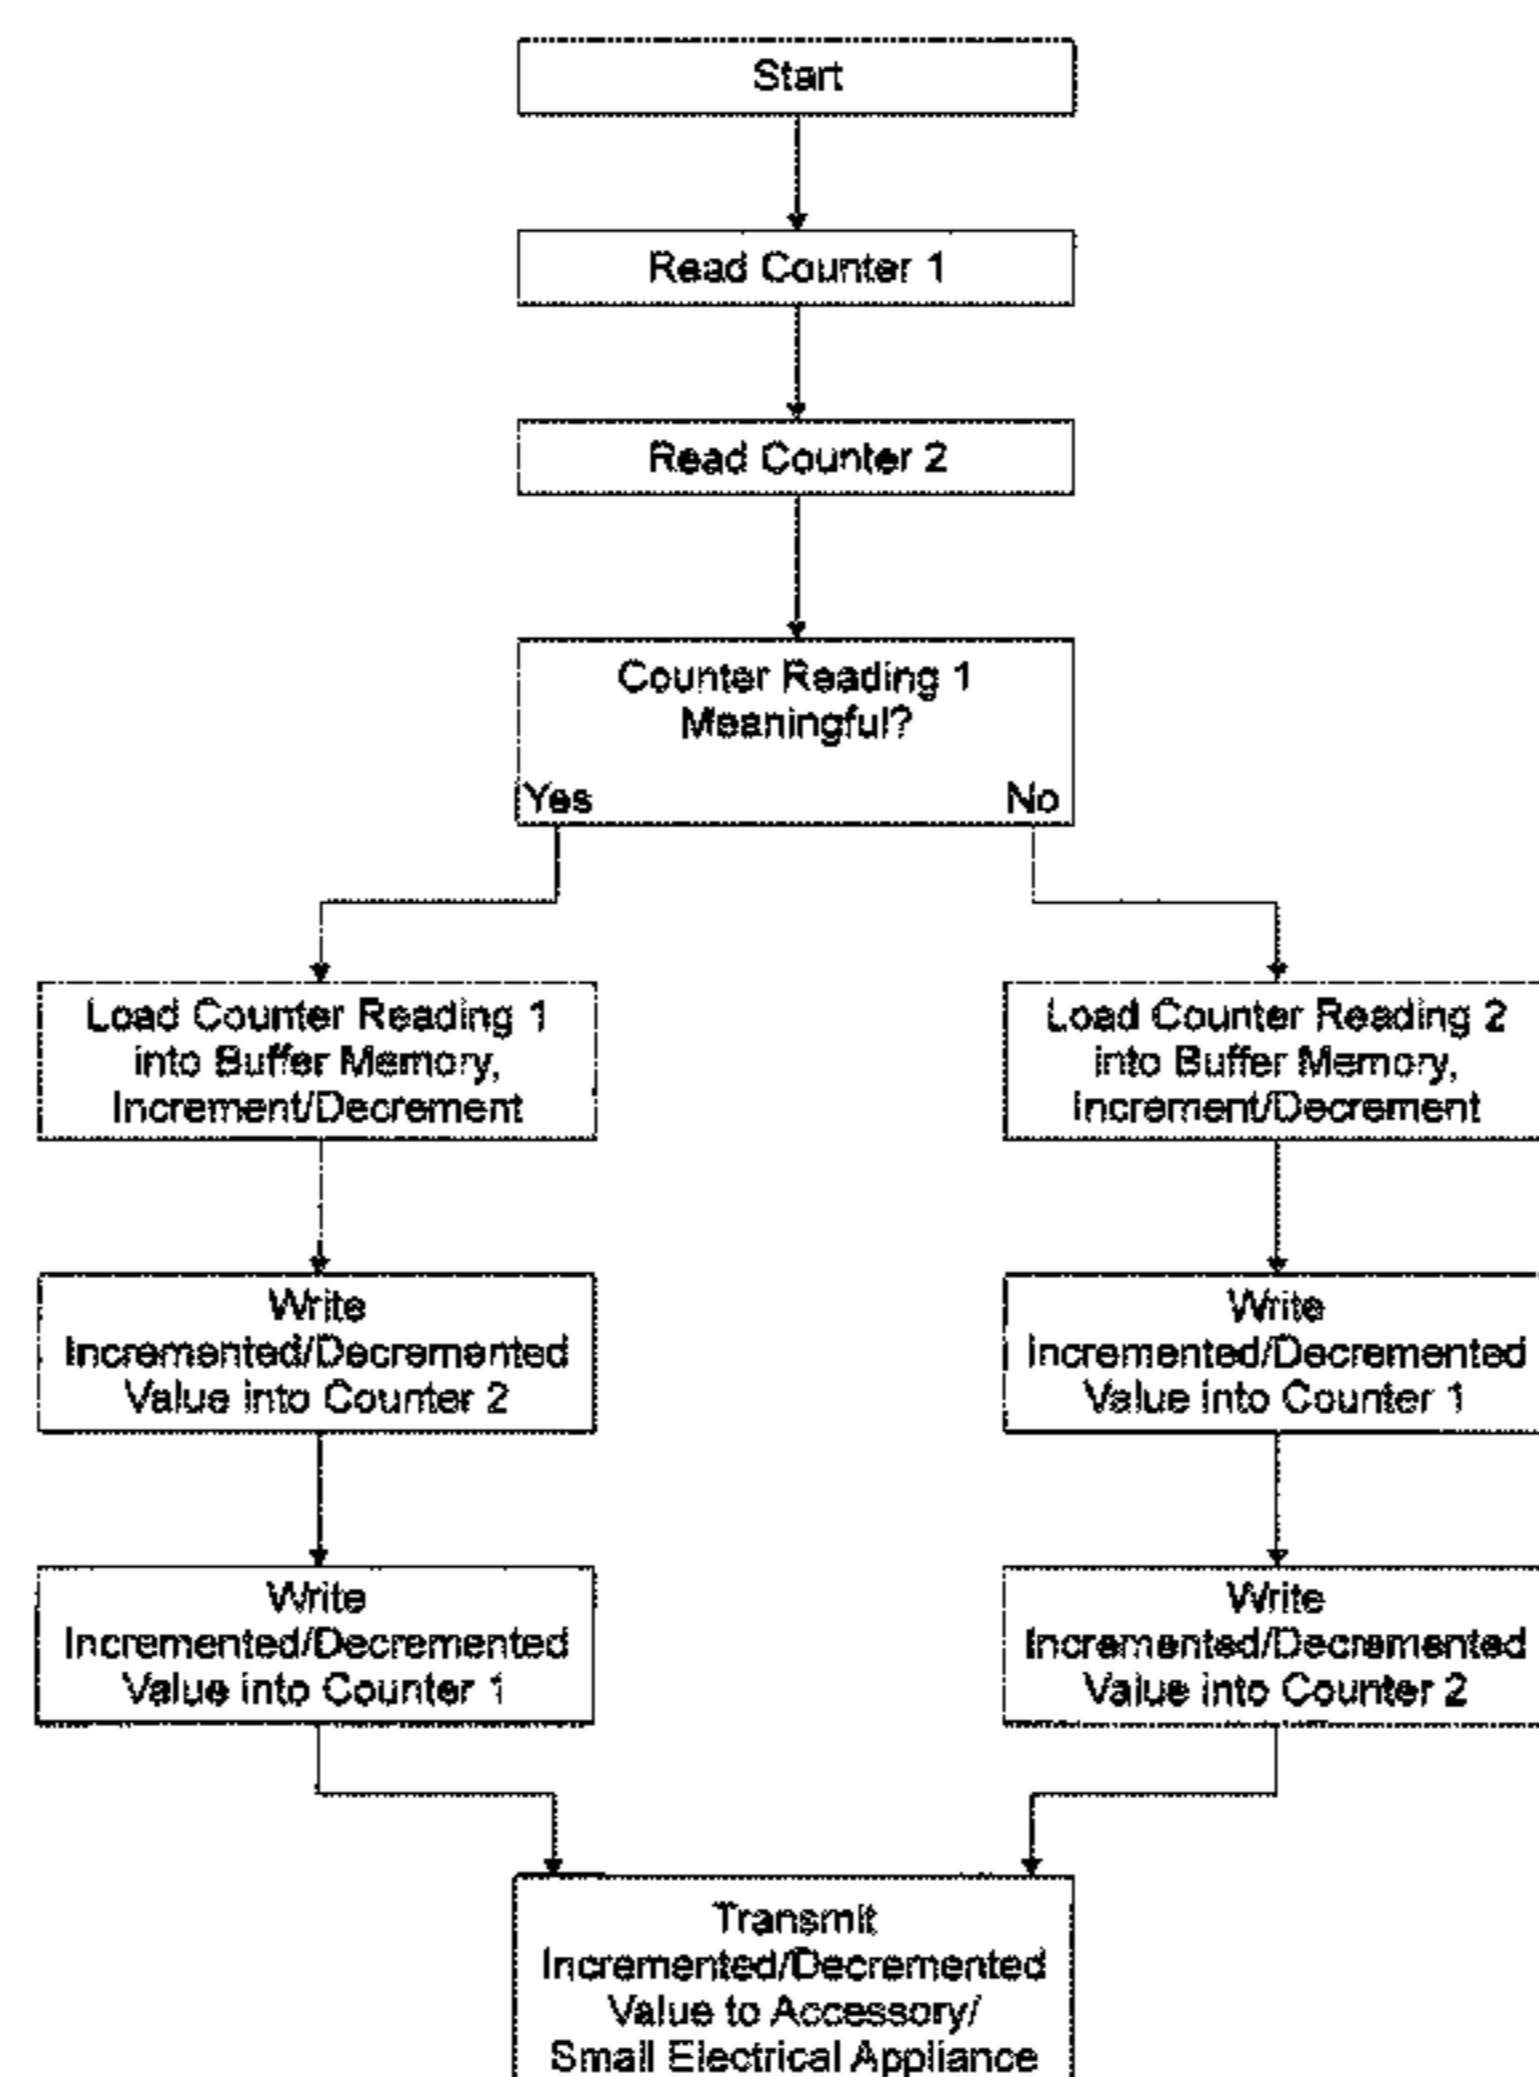 Start
Read Counter 1
Read Counter 2
Counter Reading 1
Meaningful?
Yes
No
Load Counter Reading 1
into Buffer Memory,
Increment/Decrement
Load Counter Reading 2
into Buffer Memory,
Increment/Decrement
Write
Incremented/Decremented
Value into Counter 2
Write
Incremented/Decremented
Value into Counter 1
Write
Incremented/Decremented
Value into Counter 1
Write
Incremented/Decremented
Value into Counter 2
Transmit
Incremented/Decremented
Value to Accessory/
Small Electrical Appliance